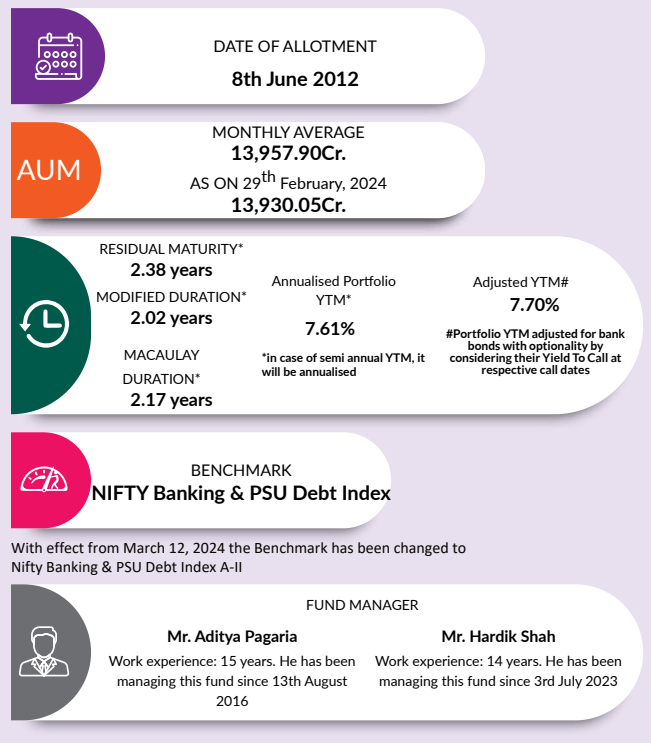 DATE OF ALLOTMENT
8th June 2012
AUM
MONTHLY AVERAGE
13,957.90Cr.
AS ON 29th February, 2024
13,930.05Cr.
RESIDUAL MATURITY*
2.38 years
MODIFIED DURATION*
2.02 years
MACAULAY
DURATION*
2.17 years
Annualised Portfolio
YTM*
7.61%
*in case of semi annual YTM, it
will be annualised
Adjusted YTM#
7.70%
#Portfolio YTM adjusted for bank
bonds with optionality by
considering their Yield To Call at
respective call dates
BENCHMARK
NIFTY Banking & PSU Debt Index
With effect from March 12, 2024 the Benchmark has been changed to
Nifty Banking & PSU Debt Index A-II
FUND MANAGER
Mr. Aditya Pagaria
Work experience: 15 years. He has been
managing this fund since 13th August
2016
Mr. Hardik Shah
Work experience: 14 years. He has been
managing this fund since 3rd July 2023